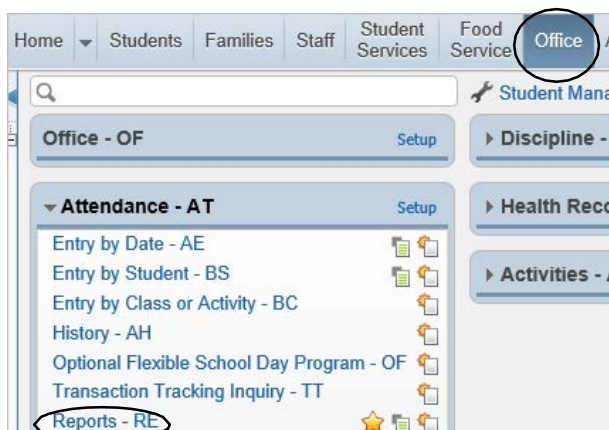 Home Students Families Staff Student Services Food Service Office
Student Mana
Office - OF Setup
Discipline -
Attendance - AT Setup
Health Reco
Entry by Date - AE
Entry by Student - BS
Activities -
Entry by Class or Activity - BC
History - AH
Optional Flexible School Day Program - OF
Transaction Tracking Inquiry - TT
Reports - RE